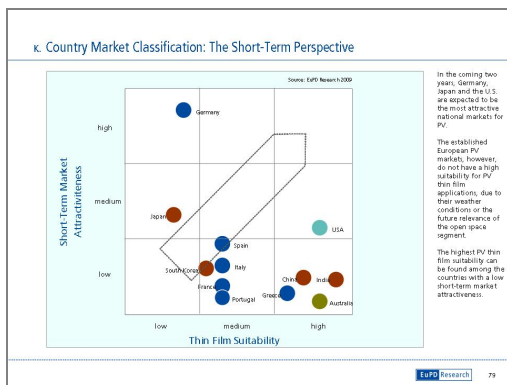 K. Country Market Classification: The Short-Term Perspective
Source: EuPD Research 2009
Short-Term Market
Attractiviteness
high
medium
low
Germany
Japan
USA
Spain
South Korea
Italy
France
Portugal
China
India
Greece
Australia
low
medium
high
Thin Film Suitability
In the coming two
years, Germany,
Japan and the U.S.
are expected to be
the most attractive
national markets for
PV.
The established
European PV
markets, however,
do not have a high
suitability for PV
thin film
applications, due to
their weather
conditions or the
future relevance of
the open space
segment.
The highest PV thin
film suitability can
be found among the
countries with a low
short-term market
attractiveness.
EuPD Research
79